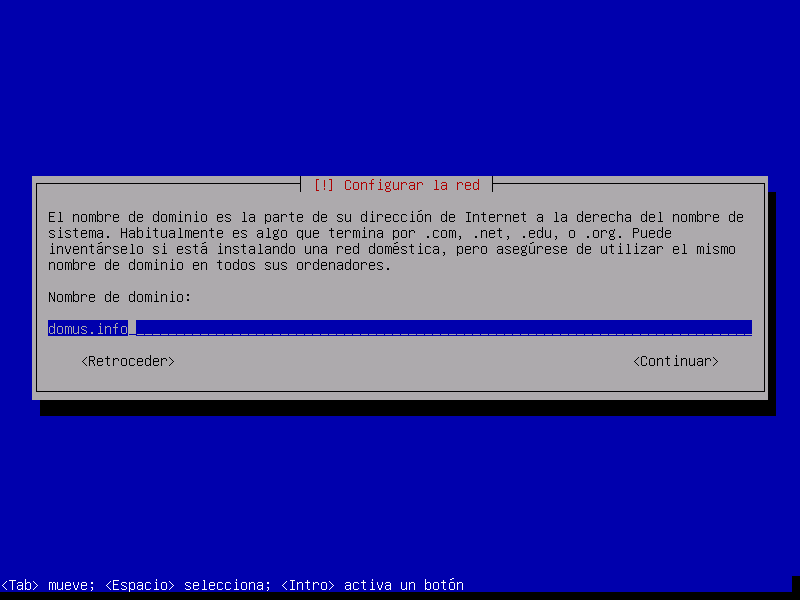 [!] Configurar la red
El nombre de dominio es la parte de su dirección de Internet a la derecha del nombre de
sistema. Habitualmente es algo que termina por .com, .net, .edu, o .org. Puede
inventárselo si está instalando una red doméstica, pero asegúrese de utilizar el mismo
nombre de dominio en todos sus ordenadores.
Nombre de dominio:
domus.info
<Retroceder> <Continuar>
<Tab> mueve; <Espacio> selecciona; <Intro> activa un botón